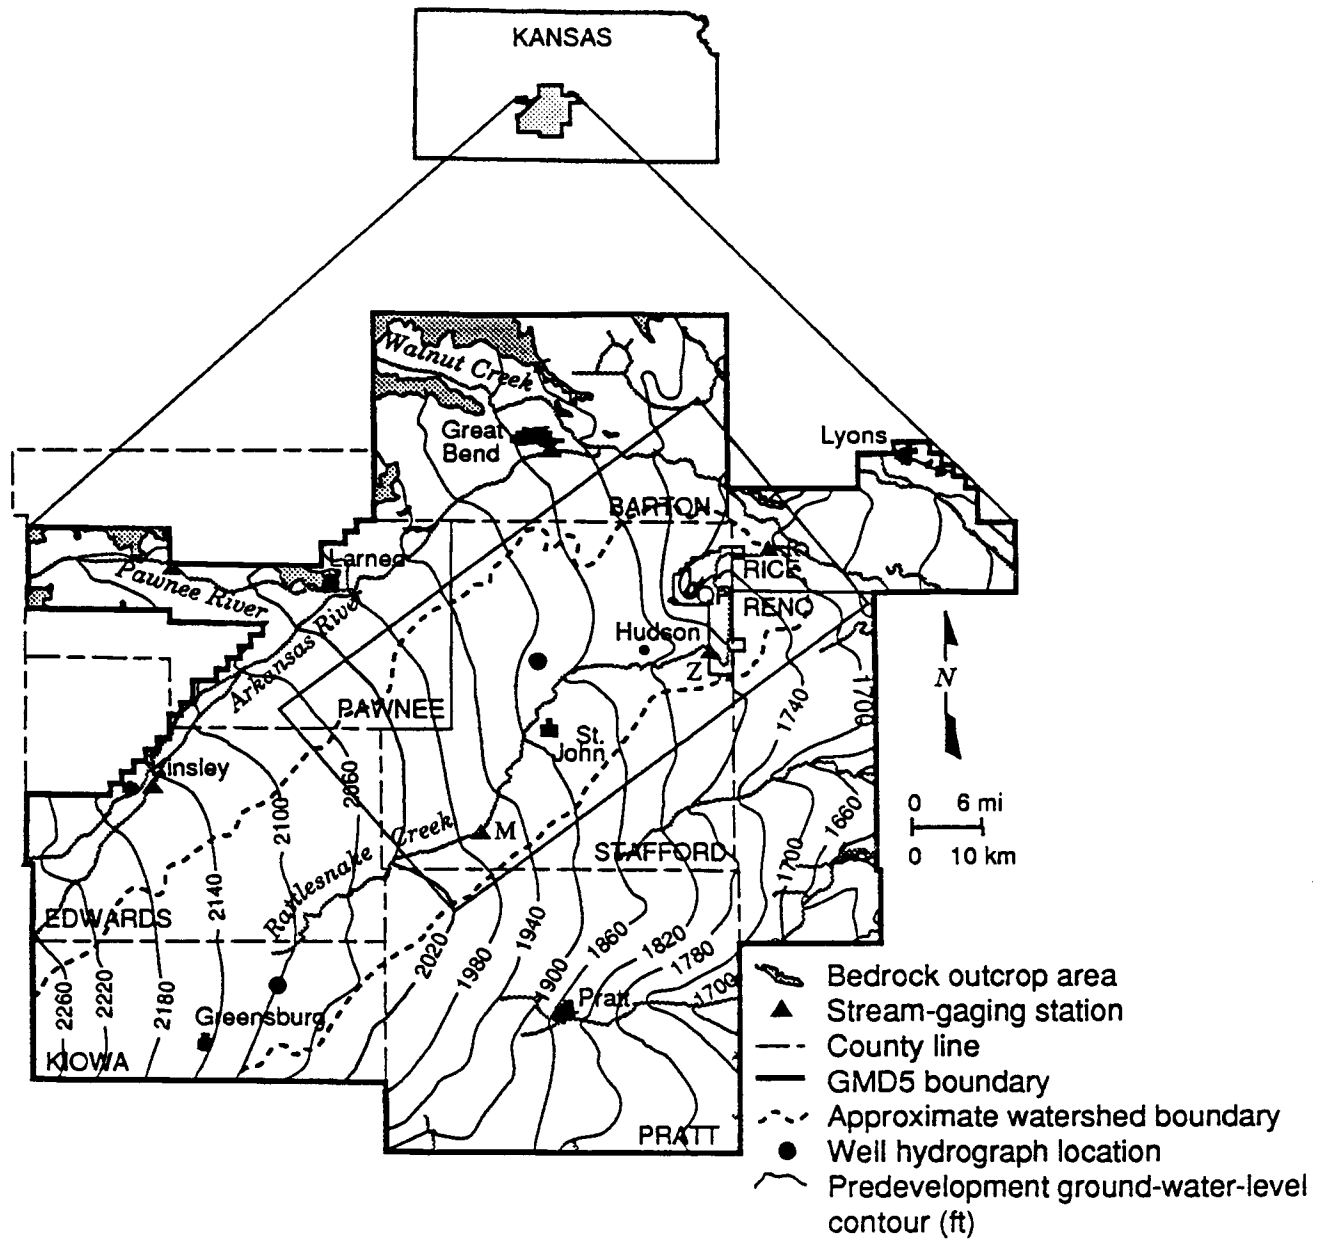 KANSAS
Walnut Creek
Great
Bend
Lyons
BARTON
Larned
Pawnee River
R
RICE
RENO
Arkansas River
Hudson
Z
PAWNEE
1740
1700
N
St.
John
Kinsley
2060
2100
0 6 mi
0 10 km
1660
M
Rattlesnake Creek
STAFFORD
1700
2140
EDWARDS
2020
1980
1940
1900
1860
1820
1780
1700
2260
2220
2180
Greensburg
Pratt
KIOWA
PRATT
Bedrock outcrop area
Stream-gaging station
County line
GMD5 boundary
Approximate watershed boundary
Well hydrograph location
Predevelopment ground-water-level
contour (ft)